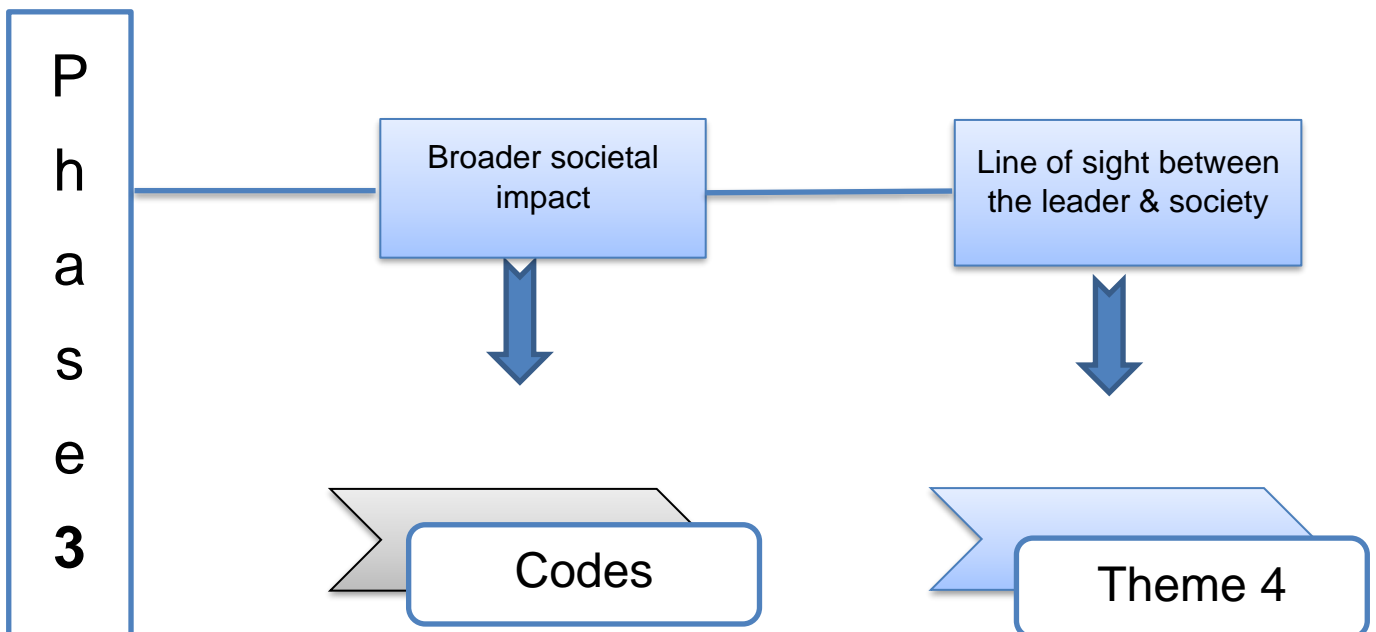 P
h
a
s
e
3
Broader societal
impact
Line of sight between
the leader & society
Codes
Theme 4